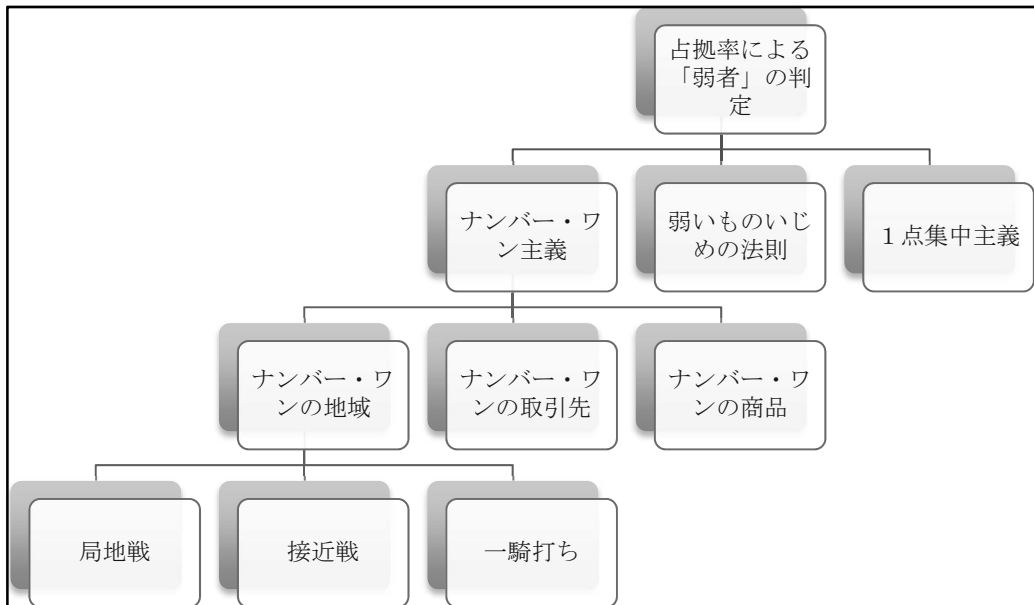 占拠率による
「弱者」の判
定
ナンバー・ワ
ン主義
弱いものいじ
めの法則
１点集中主義
ナンバー・ワ
ンの地域
ナンバー・ワ
ンの取引先
ナンバー・ワ
ンの商品
局地戦
接近戦
一騎打ち